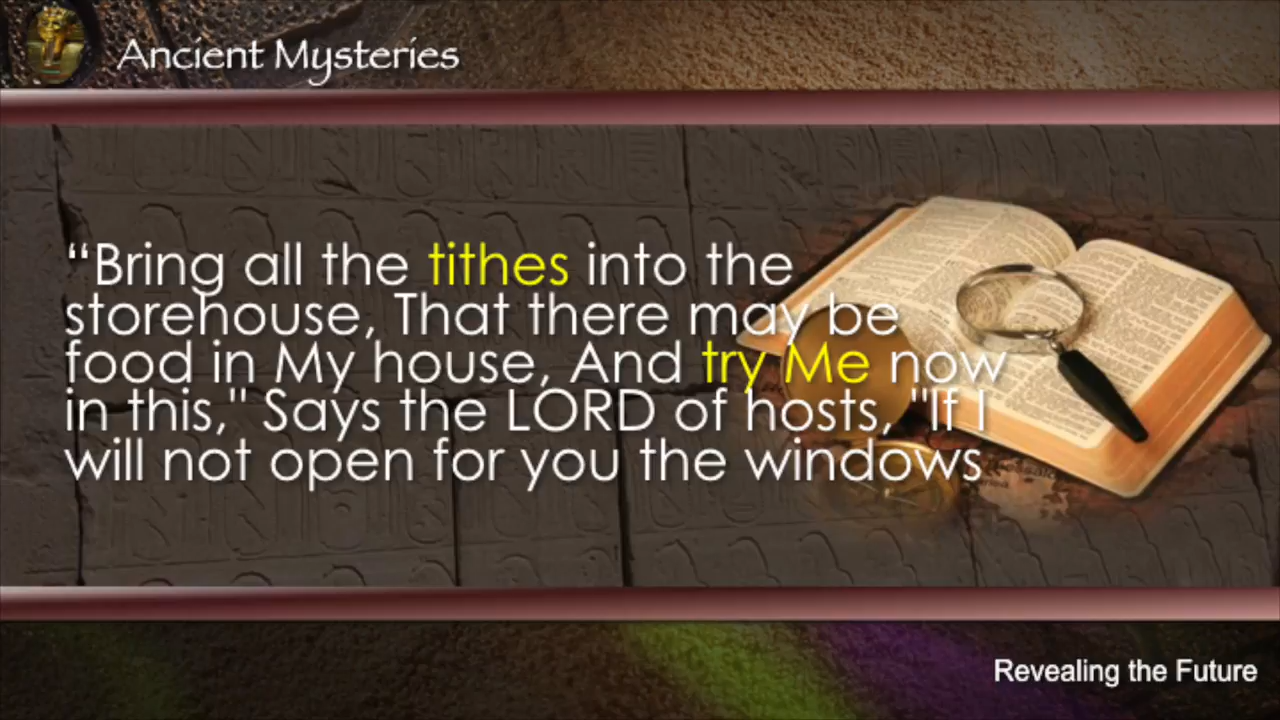 Ancient Mysteries
“Bring all the tithes into the
storehouse, That there may be
food in My house, And try Me now
in this," Says the LORD of hosts, "If I
will not open for you the windows
Revealing the Future